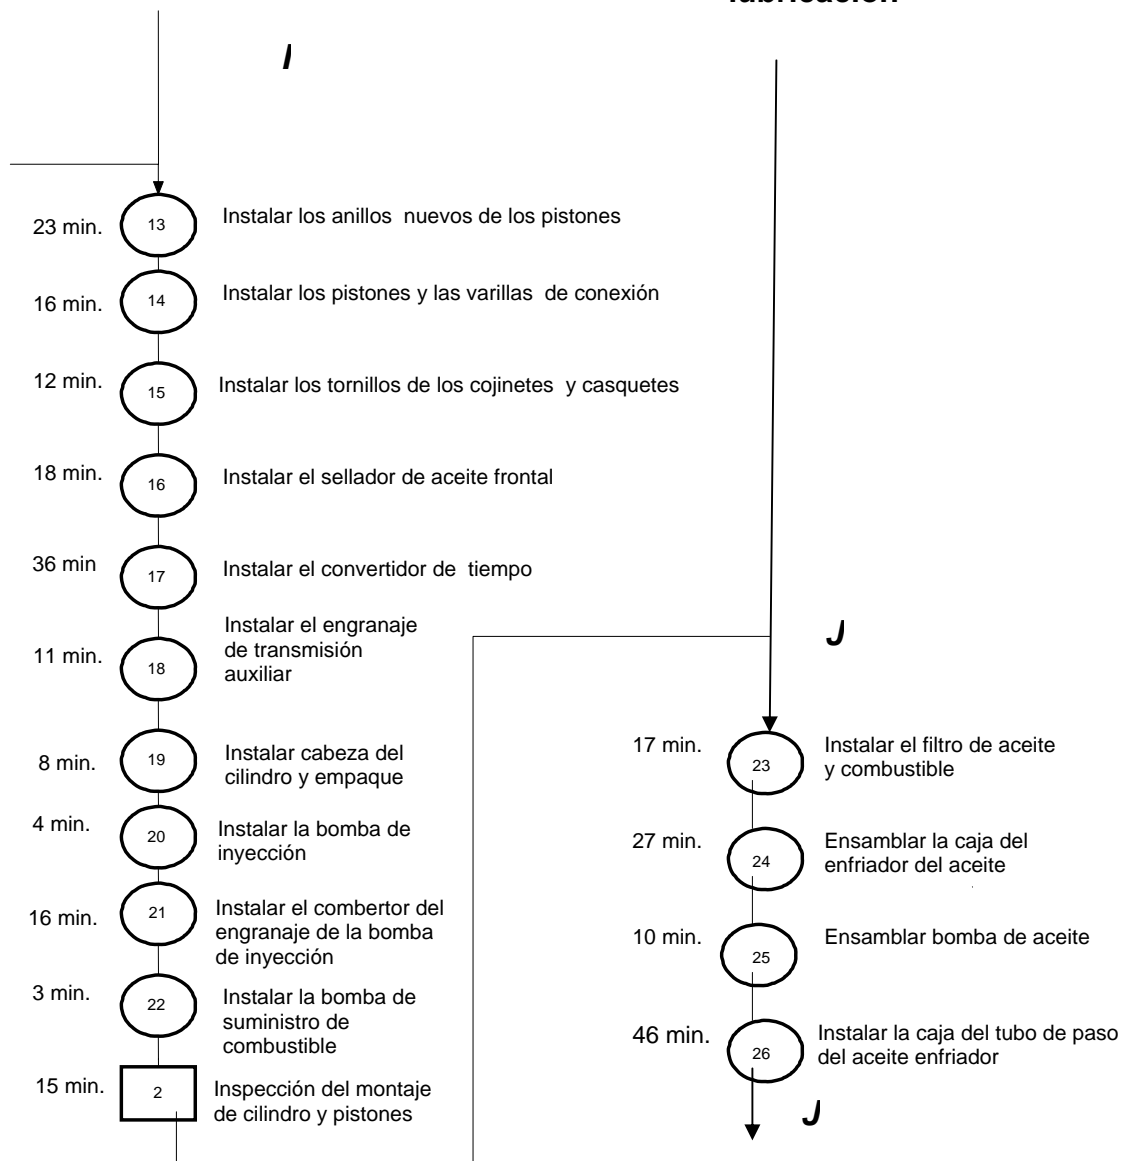 lubricación
I
23 min.
13
Instalar los anillos nuevos de los pistones
16 min.
14
Instalar los pistones y las varillas de conexión
12 min.
15
Instalar los tornillos de los cojinetes y casquetes
18 min.
16
Instalar el sellador de aceite frontal
36 min
17
Instalar el convertidor de tiempo
11 min.
18
Instalar el engranaje
de transmisión
auxiliar
8 min.
19
Instalar cabeza del
cilindro y empaque
4 min.
20
Instalar la bomba de
inyección
16 min.
21
Instalar el combertor del
engranaje de la bomba
de inyección
3 min.
22
Instalar la bomba de
suministro de
combustible
15 min.
2
Inspección del montaje
de cilindro y pistones
J
17 min.
23
Instalar el filtro de aceite
y combustible
27 min.
24
Ensamblar la caja del
enfriador del aceite
10 min.
25
Ensamblar bomba de aceite
46 min.
26
Instalar la caja del tubo de paso
del aceite enfriador
J